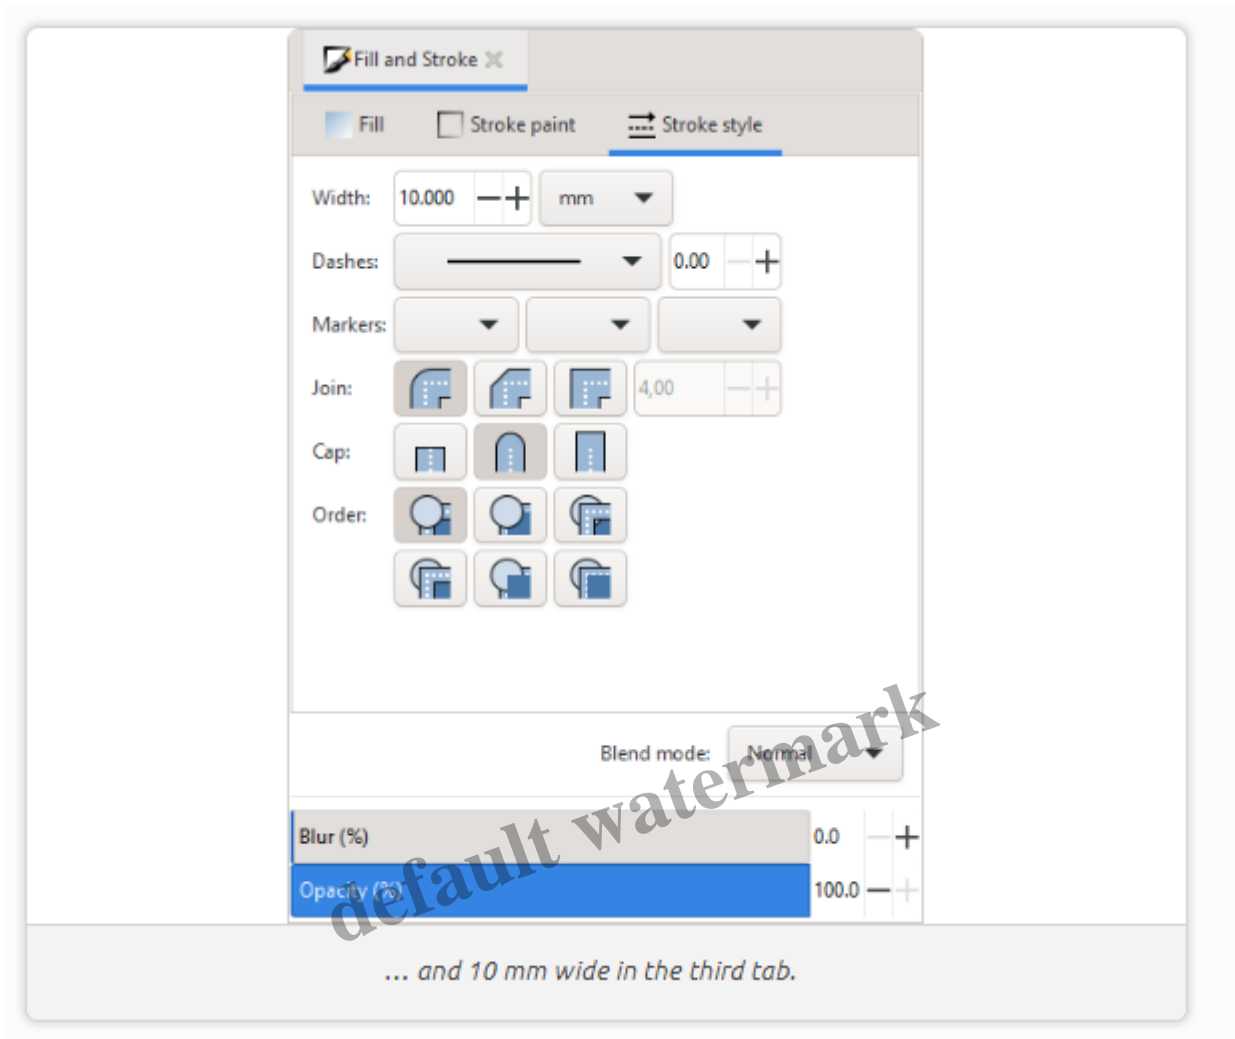 Fill and Stroke
Fill Stroke paint Stroke style
Width: 10.000 mm
Dashes: 0.00
Markers:
Join: 4,00
Cap:
Order:
Blend mode: Normal
Blur (%) 0.0
Opacity (%) 100.0
default watermark
... and 10 mm wide in the third tab.